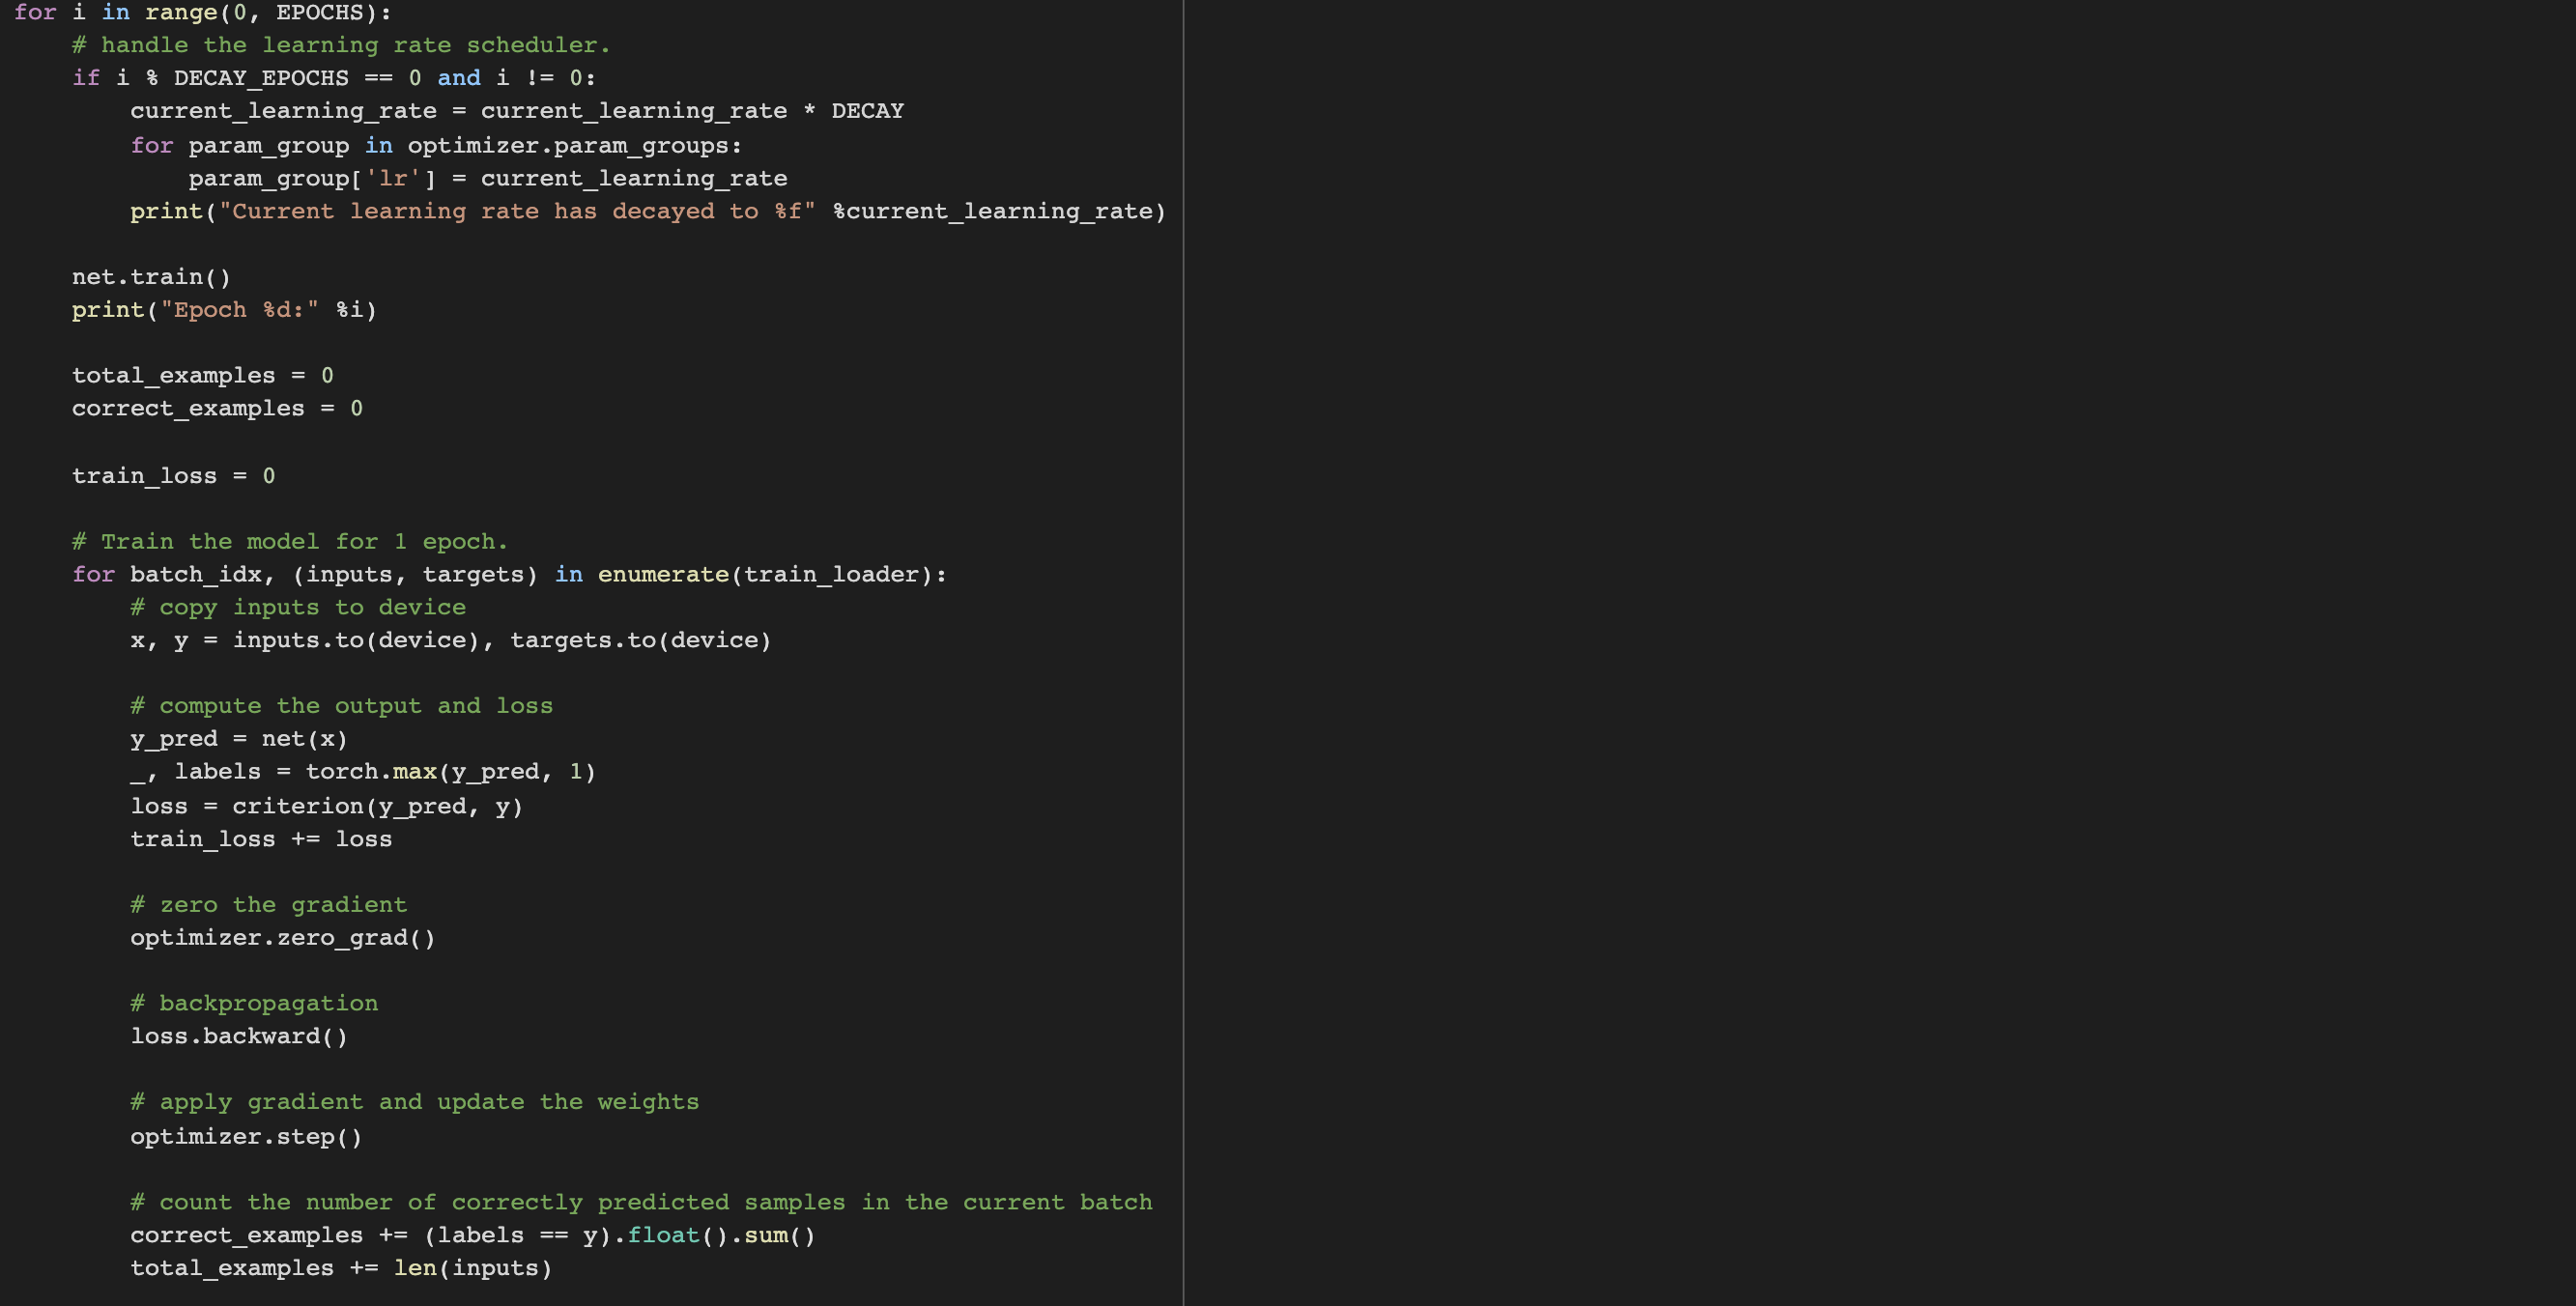 for i in range(0, EPOCHS):
    # handle the learning rate scheduler.
    if i % DECAY_EPOCHS == 0 and i != 0:
        current_learning_rate = current_learning_rate * DECAY
        for param_group in optimizer.param_groups:
            param_group['lr'] = current_learning_rate
        print("Current learning rate has decayed to %f" %current_learning_rate)
    net.train()
    print("Epoch %d:" %i)
    total_examples = 0
    correct_examples = 0
    train_loss = 0
    # Train the model for 1 epoch.
    for batch_idx, (inputs, targets) in enumerate(train_loader):
        # copy inputs to device
        x, y = inputs.to(device), targets.to(device)
        # compute the output and loss
        y_pred = net(x)
        _, labels = torch.max(y_pred, 1)
        loss = criterion(y_pred, y)
        train_loss += loss
        # zero the gradient
        optimizer.zero_grad()
        # backpropagation
        loss.backward()
        # apply gradient and update the weights
        optimizer.step()
        # count the number of correctly predicted samples in the current batch
        correct_examples += (labels == y).float().sum()
        total_examples += len(inputs)